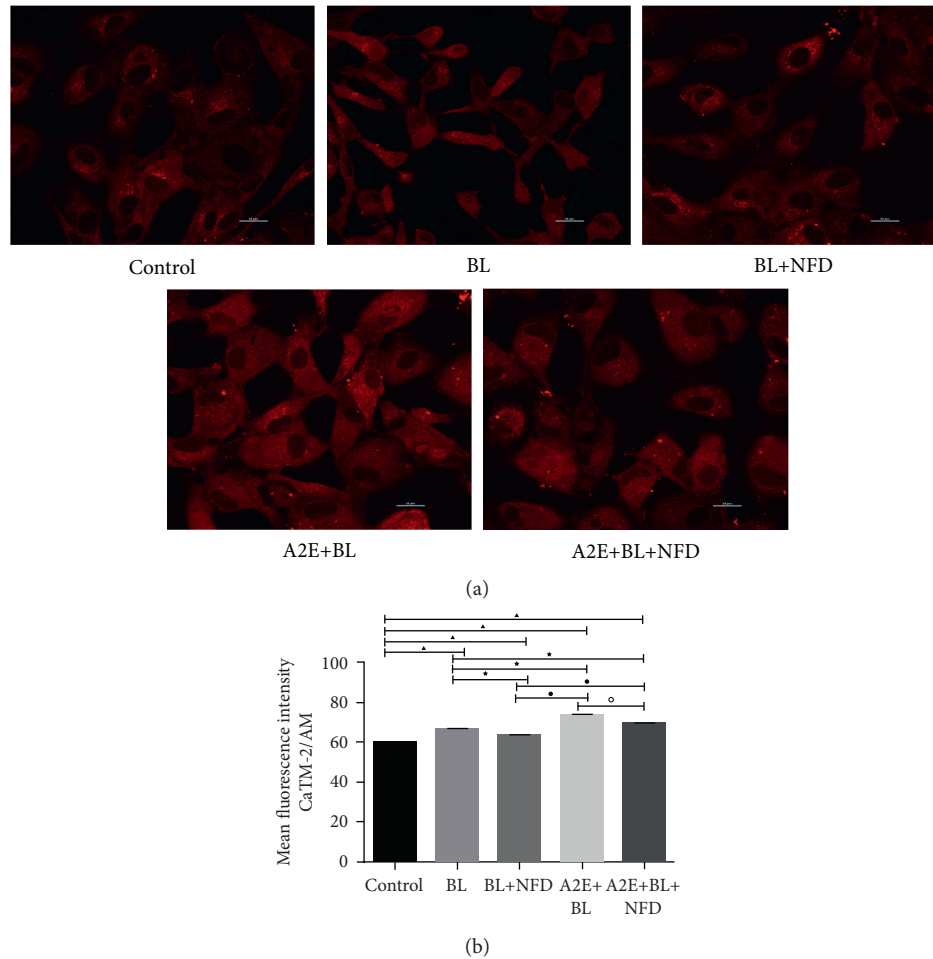 Control
BL
BL+NFD
A2E+BL
A2E+BL+NFD
(a)
Mean fluorescence intensity
CaTM-2/AM
100
80
60
40
20
0
Control
BL
BL+NFD
A2E+
BL
A2E+BL+
NFD
(b)